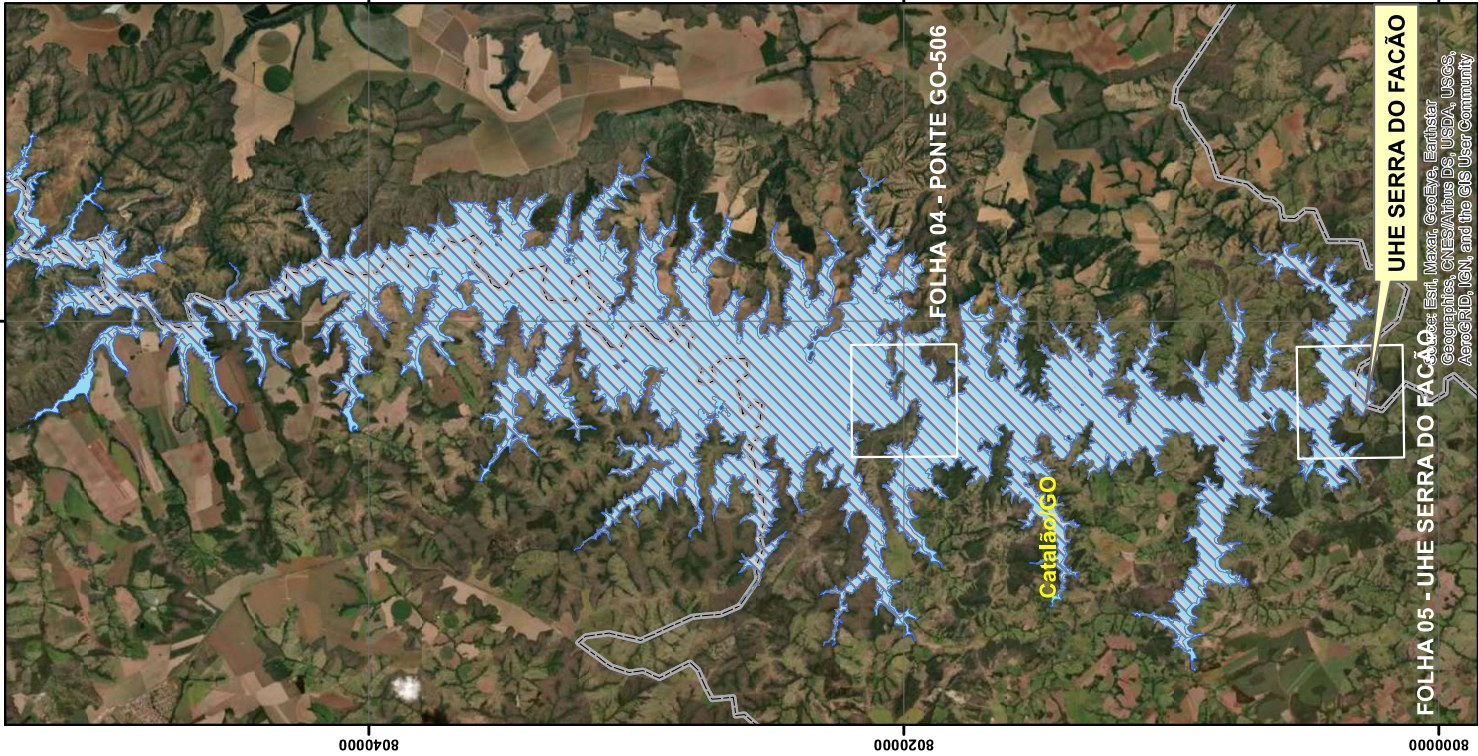 FOLHA 04 - PONTE GO-506
Catalão/GO
UHE SERRA DO FACÃO
FOLHA 05 - UHE SERRA DO FACÃO
Source: Esri, Maxar, GeoEye, Earthstar
Geographics, CNES/Airbus DS, USDA, USGS,
AeroGRID, IGN, and the GIS User Community
8040000
8020000
8000000